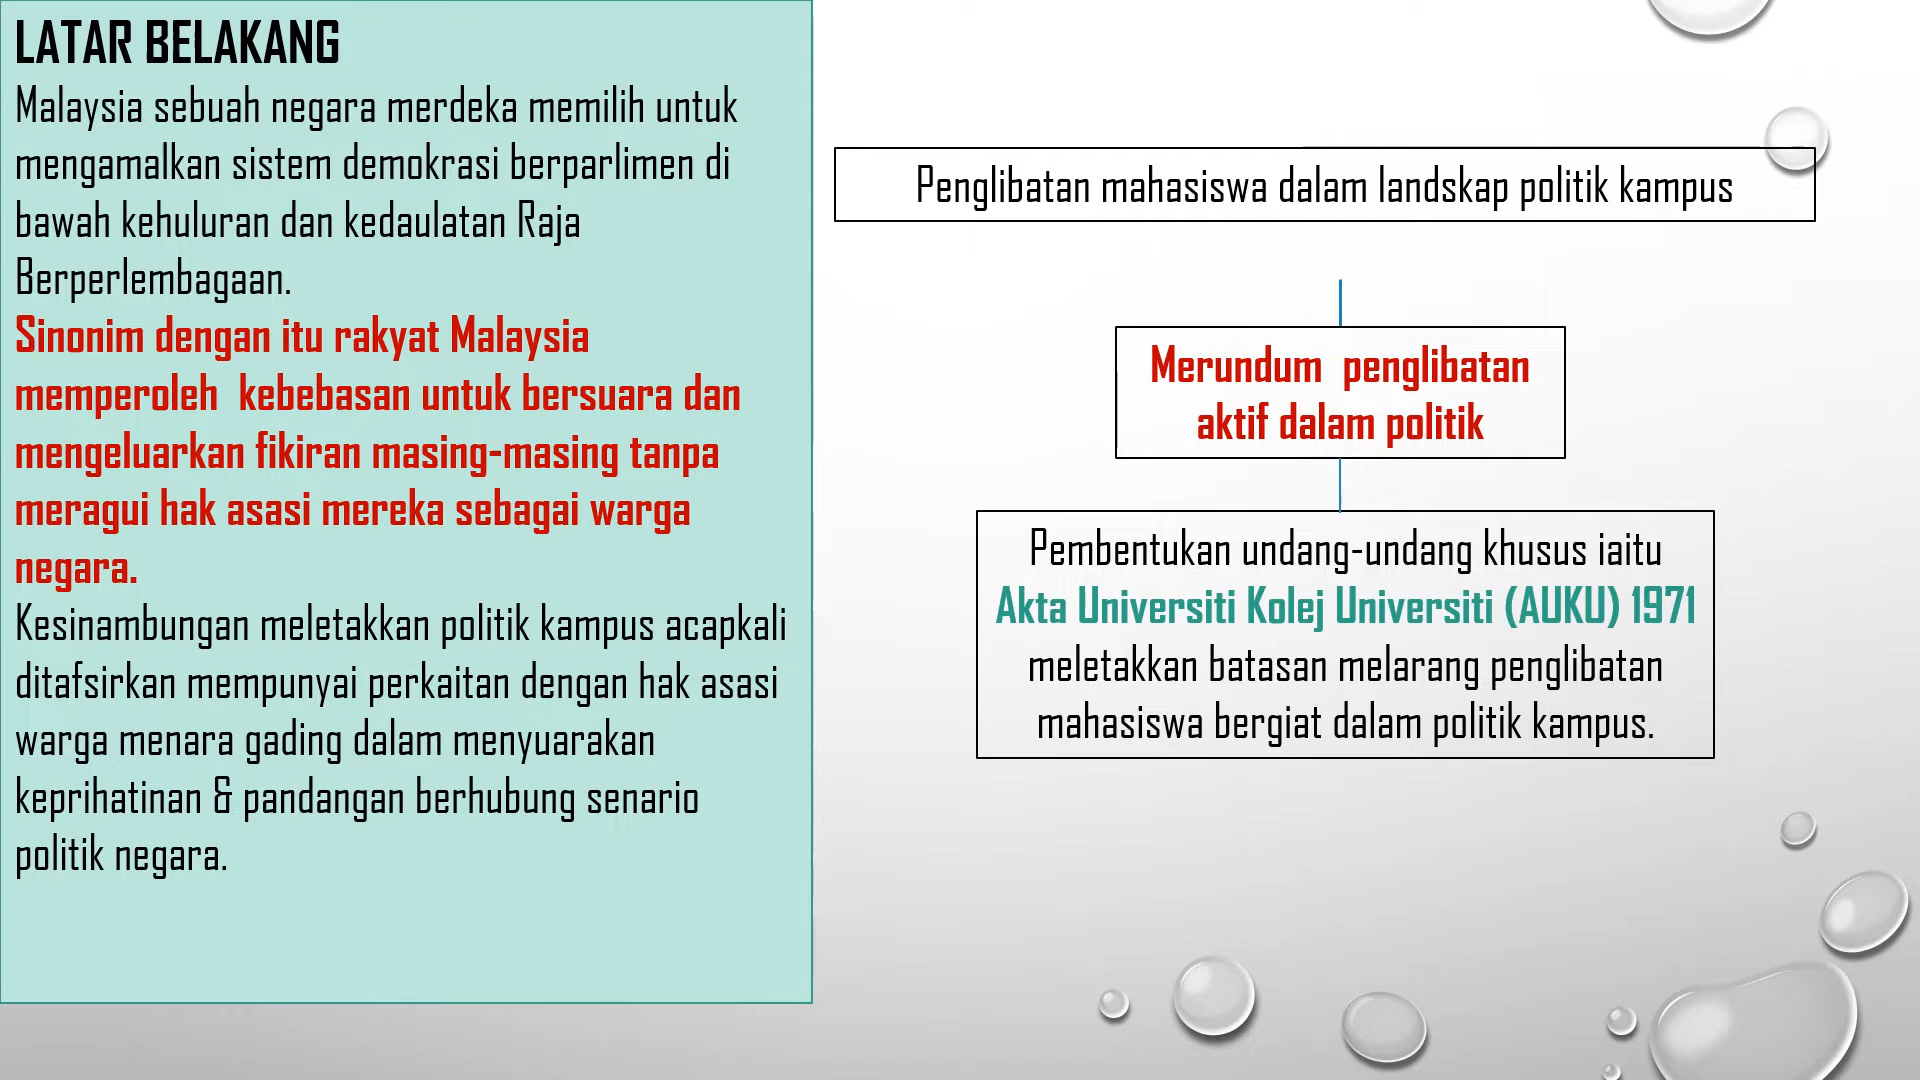 LATAR BELAKANG
Malaysia sebuah negara merdeka memilih untuk
mengamalkan sistem demokrasi berparlimen di
bawah kehuluran dan kedaulatan Raja
Berperlembagaan.
Sinonim dengan itu rakyat Malaysia
memperoleh  kebebasan untuk bersuara dan
mengeluarkan fikiran masing-masing tanpa
meragui hak asasi mereka sebagai warga
negara.
Kesinambungan meletakkan politik kampus acapkali
ditafsirkan mempunyai perkaitan dengan hak asasi
warga menara gading dalam menyuarakan
keprihatinan & pandangan berhubung senario
politik negara.
Penglibatan mahasiswa dalam landskap politik kampus
Merundum  penglibatan
aktif dalam politik
Pembentukan undang-undang khusus iaitu
Akta Universiti Kolej Universiti (AUKU) 1971
meletakkan batasan melarang penglibatan
mahasiswa bergiat dalam politik kampus.